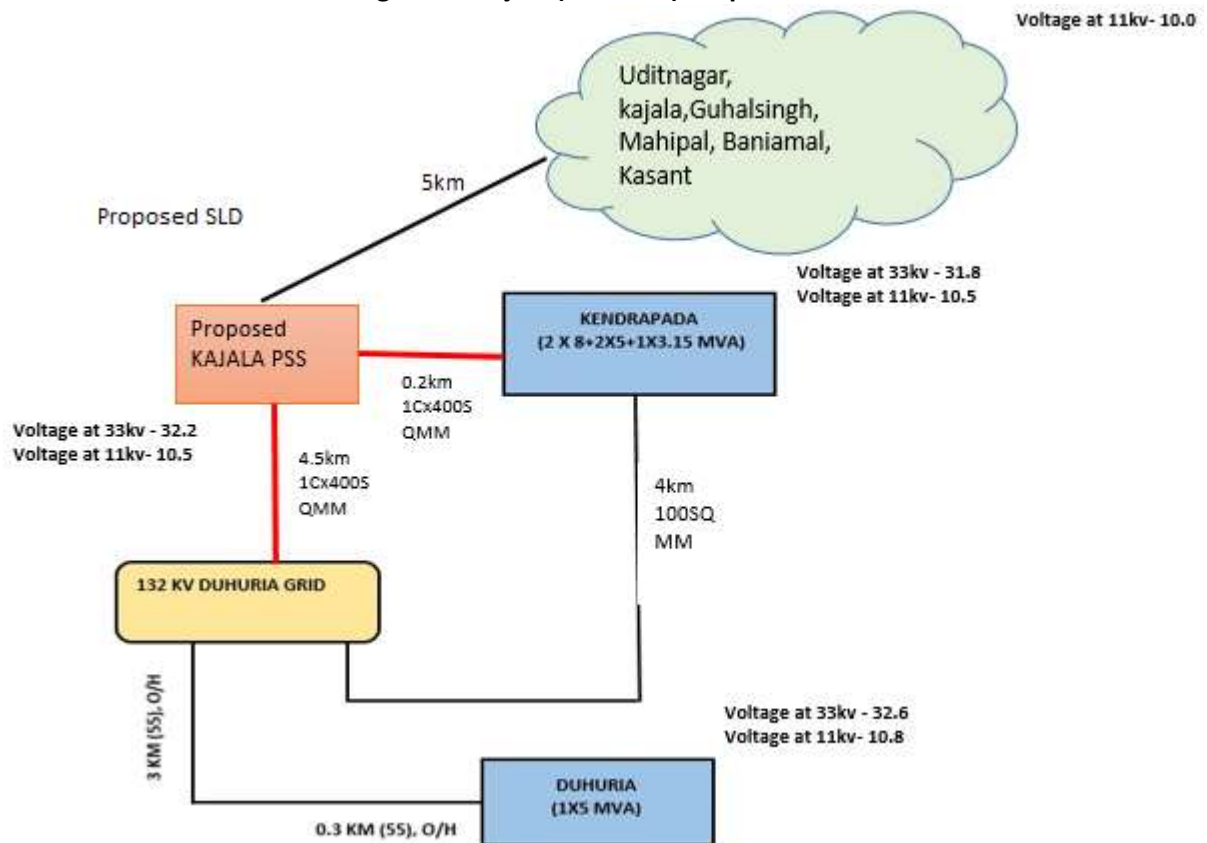 Voltage at 11kv- 10.0
Uditnagar,
kajala,Guhalsingh,
Mahipal, Baniamal,
Kasant
5km
Proposed SLD
Voltage at 33kv - 31.8
Voltage at 11kv- 10.5
Proposed
KAJALA PSS
KENDRAPADA
(2 X 8+2X5+1X3.15 MVA)
0.2km
1Cx400S
QMM
Voltage at 33kv - 32.2
Voltage at 11kv- 10.5
4.5km
1Cx400S
QMM
4km
100SQ
MM
132 KV DUHURIA GRID
3 KM (55), O/H
Voltage at 33kv - 32.6
Voltage at 11kv- 10.8
DUHURIA
(1X5 MVA)
0.3 KM (55), O/H